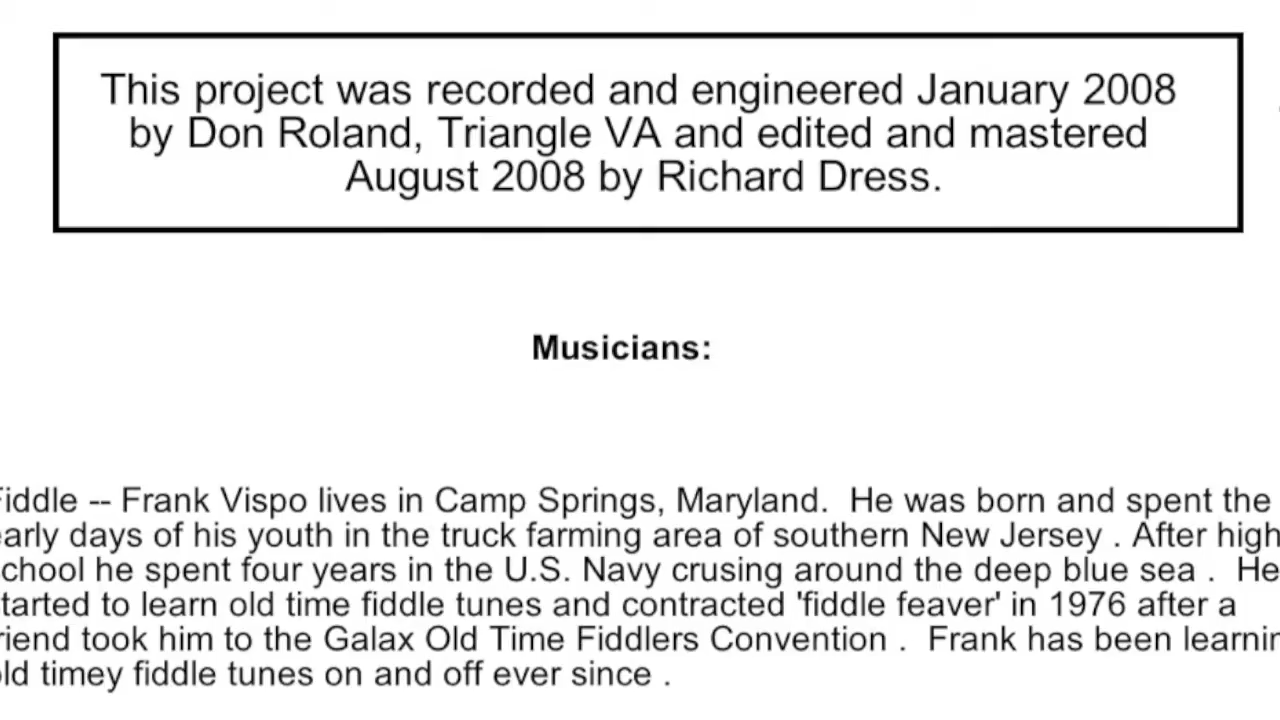 This project was recorded and engineered January 2008
by Don Roland, Triangle VA and edited and mastered
August 2008 by Richard Dress.
Musicians:
Fiddle -- Frank Vispo lives in Camp Springs, Maryland.  He was born and spent the
early days of his youth in the truck farming area of southern New Jersey . After high
school he spent four years in the U.S. Navy crusing around the deep blue sea .  He
started to learn old time fiddle tunes and contracted 'fiddle feaver' in 1976 after a
friend took him to the Galax Old Time Fiddlers Convention .  Frank has been learnin
old timey fiddle tunes on and off ever since .